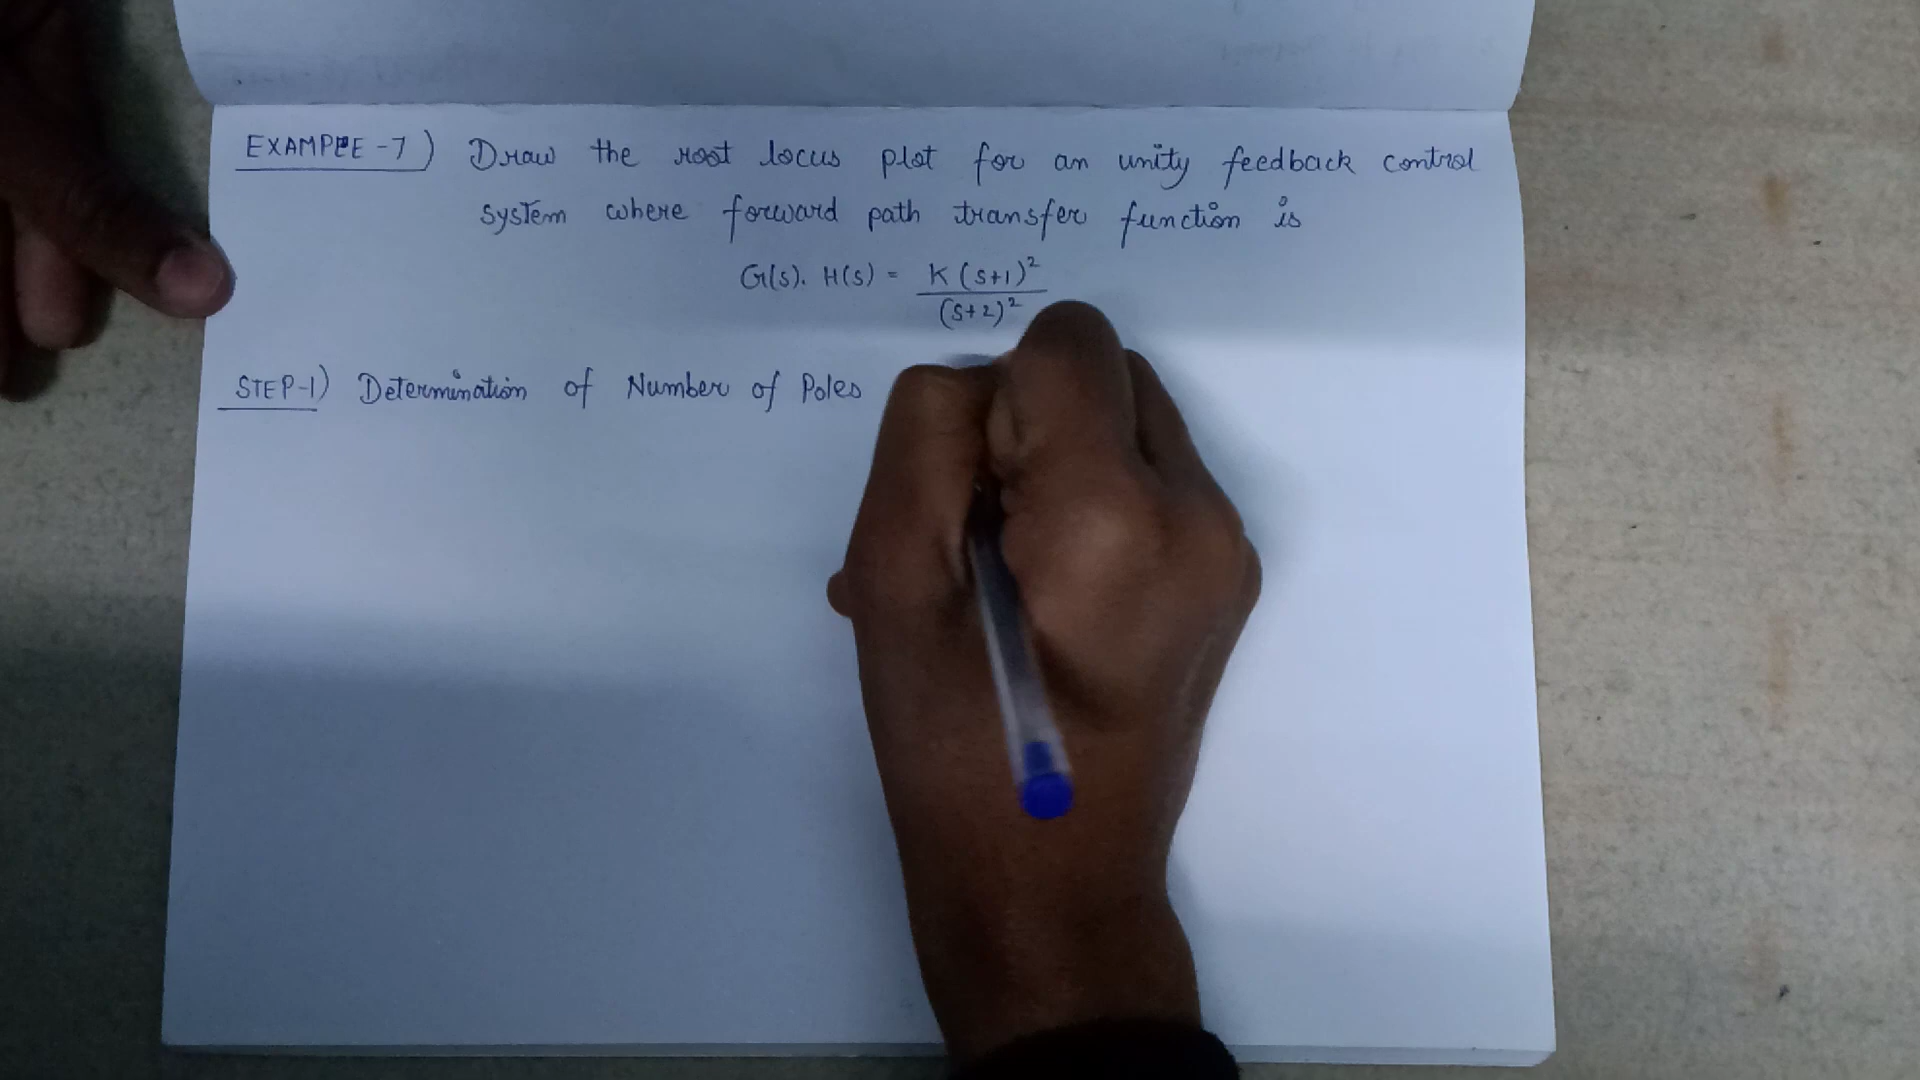 EXAMPLE-7) Draw the root locus plot for an unity feedback control
system where forward path transfer function is
G(s). H(s) = K(s+1)² / (s+2)²
STEP-1) Determination of Number of Poles